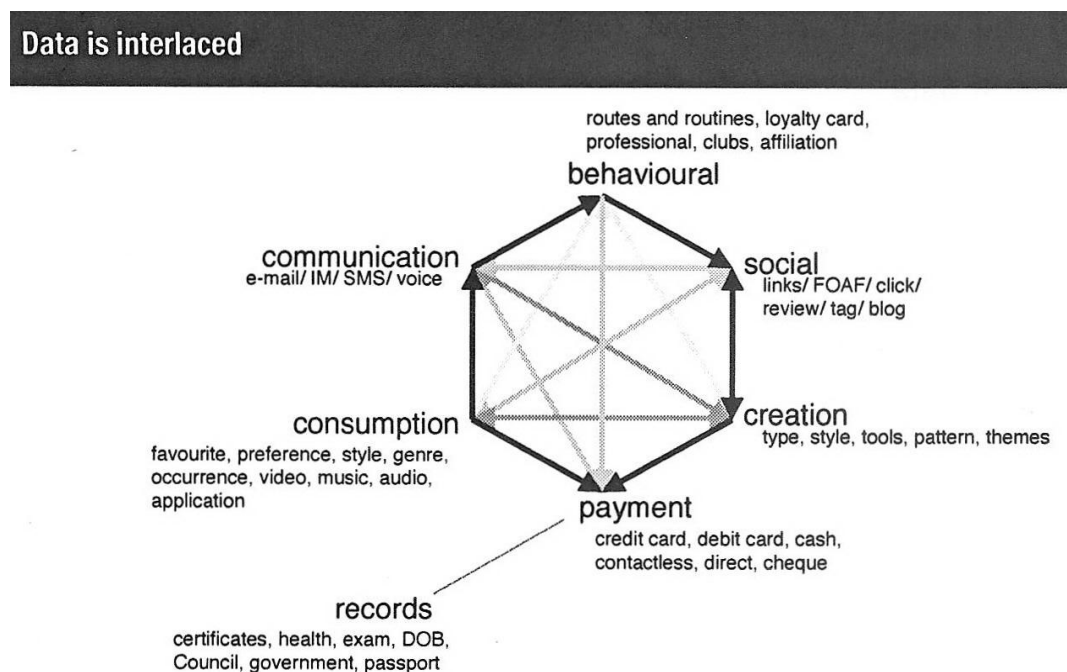 Data is interlaced
routes and routines, loyalty card,
professional, clubs, affiliation
behavioural
communication
e-mail/ IM/ SMS/ voice
social
links/ FOAF/ click/
review/ tag/ blog
consumption
favourite, preference, style, genre,
occurrence, video, music, audio,
application
creation
type, style, tools, pattern, themes
payment
credit card, debit card, cash,
contactless, direct, cheque
records
certificates, health, exam, DOB,
Council, government, passport